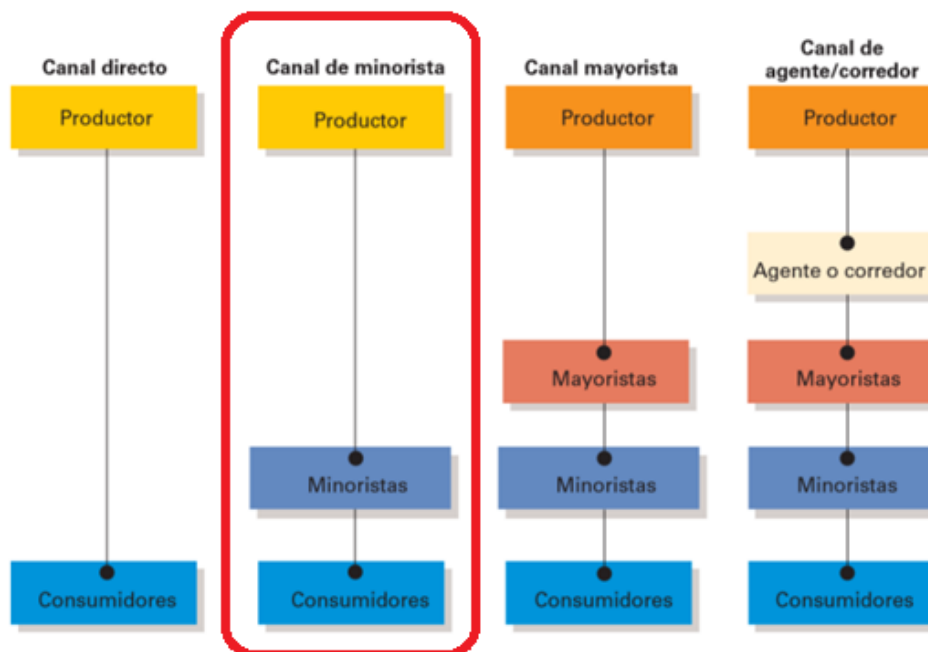 Canal directo
Productor
Consumidores
Canal de minorista
Productor
Minoristas
Consumidores
Canal mayorista
Productor
Mayoristas
Minoristas
Consumidores
Canal de
agente/corredor
Productor
Agente o corredor
Mayoristas
Minoristas
Consumidores